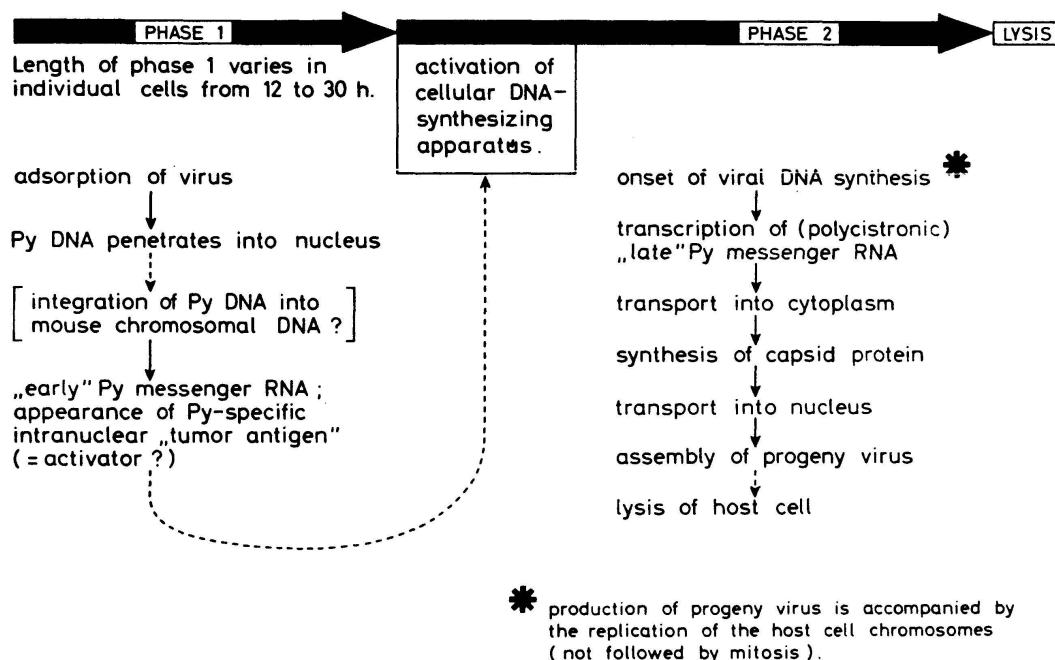 PHASE 1
PHASE 2
LYSIS
Length of phase 1 varies in
individual cells from 12 to 30 h.
activation of
cellular DNA-
synthesizing
apparatus.
adsorption of virus
Py DNA penetrates into nucleus
[integration of Py DNA into
mouse chromosomal DNA ?]
„early" Py messenger RNA ;
appearance of Py-specific
intranuclear „tumor antigen"
( = activator ?)
onset of viral DNA synthesis *
transcription of (polycistronic)
„late" Py messenger RNA
transport into cytoplasm
synthesis of capsid protein
transport into nucleus
assembly of progeny virus
lysis of host cell
* production of progeny virus is accompanied by
the replication of the host cell chromosomes
( not followed by mitosis ).